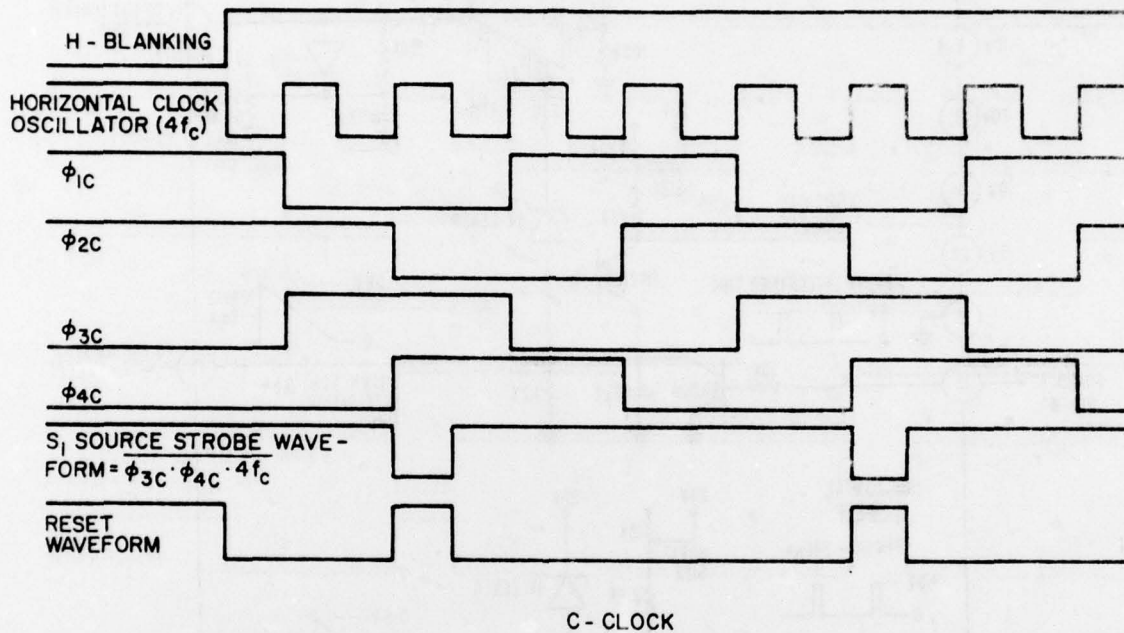 H - BLANKING
HORIZONTAL CLOCK
OSCILLATOR (4fc)
ϕ1C
ϕ2C
ϕ3C
ϕ4C
S1 SOURCE STROBE WAVE-
FORM = ϕ3C · ϕ4C · 4fc
RESET
WAVEFORM
C - CLOCK